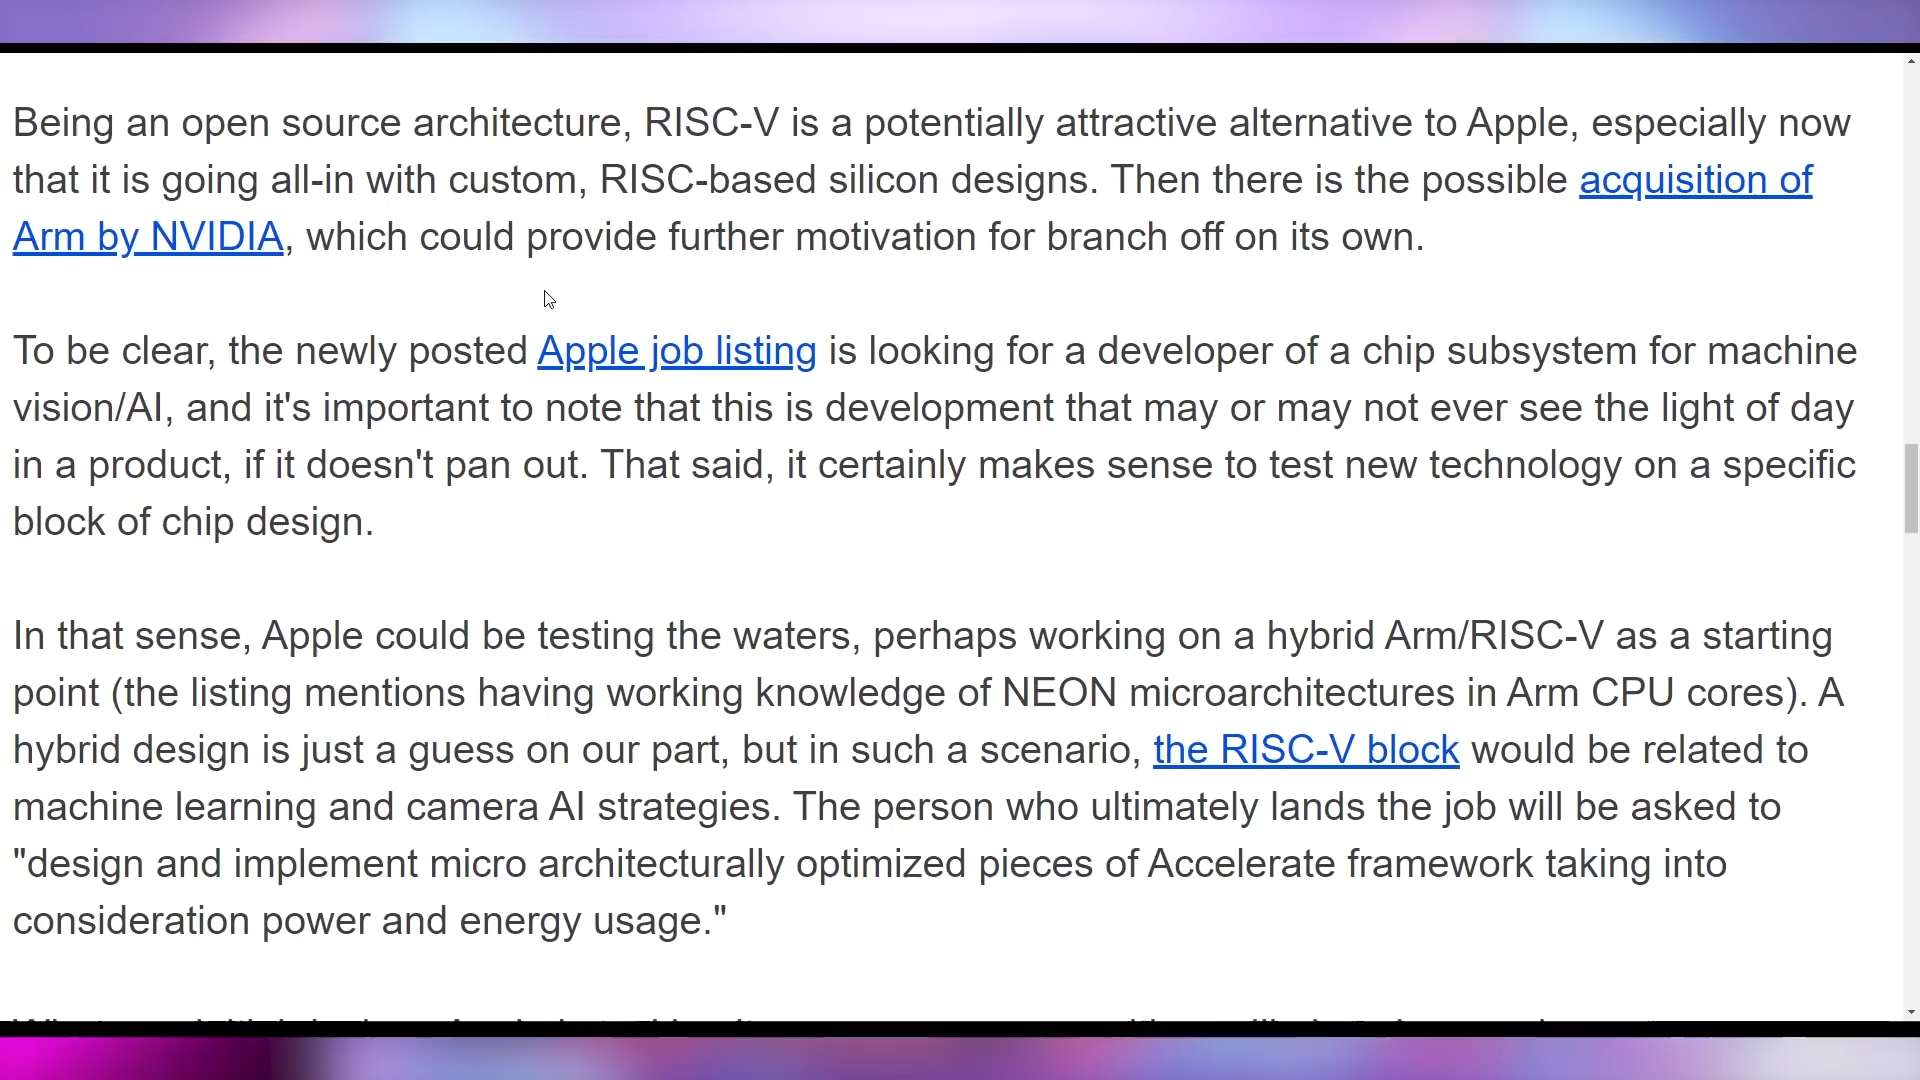 Being an open source architecture, RISC-V is a potentially attractive alternative to Apple, especially now
that it is going all-in with custom, RISC-based silicon designs. Then there is the possible acquisition of
Arm by NVIDIA, which could provide further motivation for branch off on its own.
To be clear, the newly posted Apple job listing is looking for a developer of a chip subsystem for machine
vision/AI, and it's important to note that this is development that may or may not ever see the light of day
in a product, if it doesn't pan out. That said, it certainly makes sense to test new technology on a specific
block of chip design.
In that sense, Apple could be testing the waters, perhaps working on a hybrid Arm/RISC-V as a starting
point (the listing mentions having working knowledge of NEON microarchitectures in Arm CPU cores). A
hybrid design is just a guess on our part, but in such a scenario, the RISC-V block would be related to
machine learning and camera AI strategies. The person who ultimately lands the job will be asked to
"design and implement micro architecturally optimized pieces of Accelerate framework taking into
consideration power and energy usage."